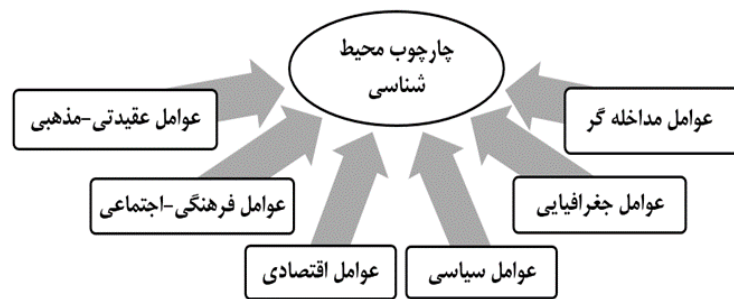 چارچوب محیط
شناسی
عوامل مداخله گر
عوامل عقیدتی-مذهبی
عوامل جغرافیایی
عوامل فرهنگی-اجتماعی
عوامل سیاسی
عوامل اقتصادی